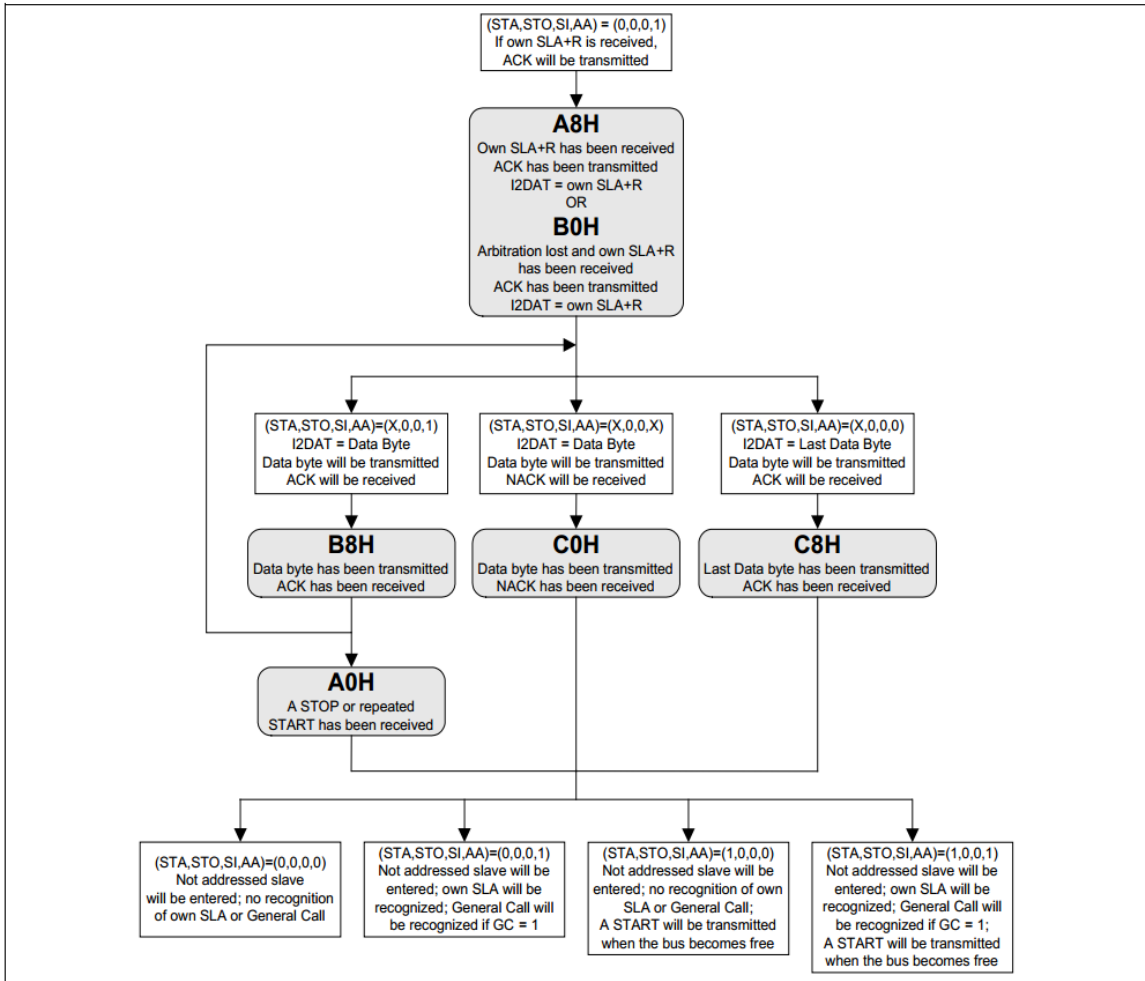 (STA,STO,SI,AA) = (0,0,0,1)
If own SLA+R is received,
ACK will be transmitted
A8H
Own SLA+R has been received
ACK has been transmitted
I2DAT = own SLA+R
OR
B0H
Arbitration lost and own SLA+R
has been received
ACK has been transmitted
I2DAT = own SLA+R
(STA,STO,SI,AA)=(X,0,0,1)
I2DAT = Data Byte
Data byte will be transmitted
ACK will be received
(STA,STO,SI,AA)=(X,0,0,X)
I2DAT = Data Byte
Data byte will be transmitted
NACK will be received
(STA,STO,SI,AA)=(X,0,0,0)
I2DAT = Last Data Byte
Data byte will be transmitted
ACK will be received
B8H
Data byte has been transmitted
ACK has been received
C0H
Data byte has been transmitted
NACK has been received
C8H
Last Data byte has been transmitted
ACK has been received
A0H
A STOP or repeated
START has been received
(STA,STO,SI,AA)=(0,0,0,0)
Not addressed slave
will be entered; no recognition
of own SLA or General Call
(STA,STO,SI,AA)=(0,0,0,1)
Not addressed slave will be
entered; own SLA will be
recognized; General Call will
be recognized if GC = 1
(STA,STO,SI,AA)=(1,0,0,0)
Not addressed slave will be
entered; no recognition of own
SLA or General Call;
A START will be transmitted
when the bus becomes free
(STA,STO,SI,AA)=(1,0,0,1)
Not addressed slave will be
entered; own SLA will be
recognized; General Call will
be recognized if GC = 1;
A START will be transmitted
when the bus becomes free